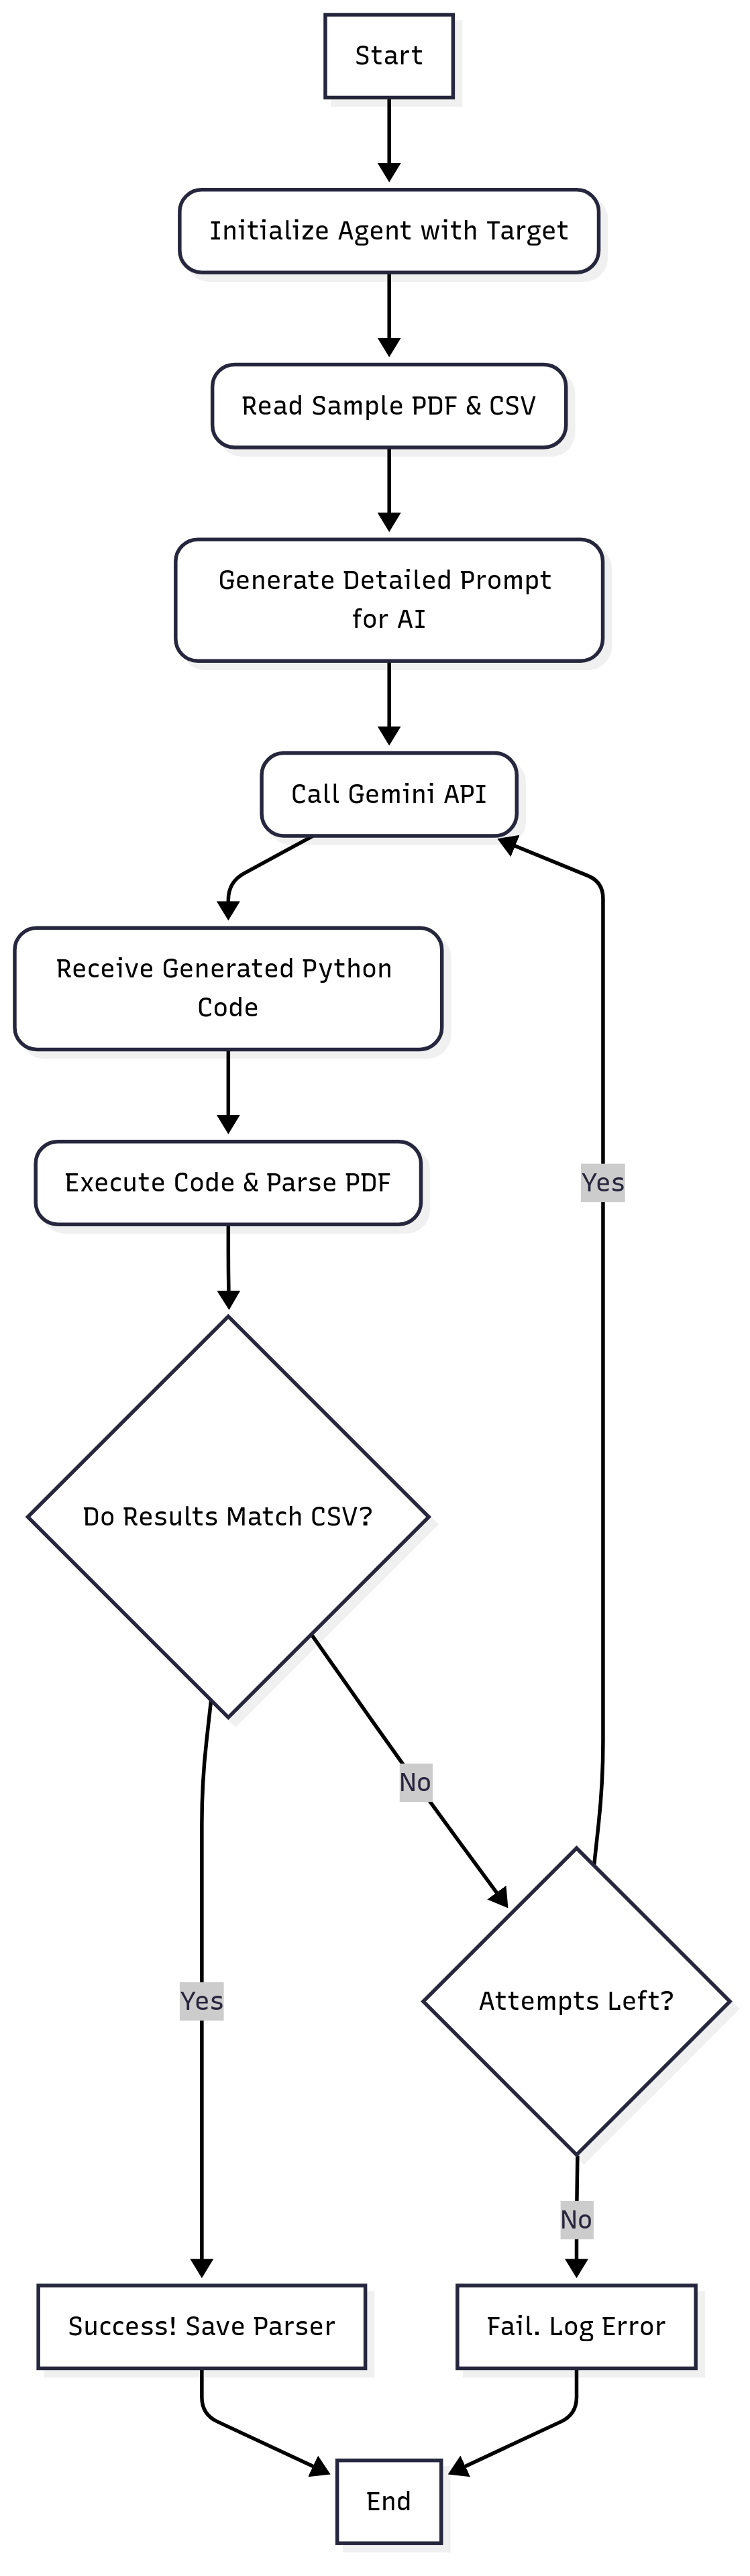 Start
Initialize Agent with Target
Read Sample PDF & CSV
Generate Detailed Prompt
for AI
Call Gemini API
Receive Generated Python
Code
Execute Code & Parse PDF
Yes
Do Results Match CSV?
No
Yes
Attempts Left?
No
Success! Save Parser
Fail. Log Error
End